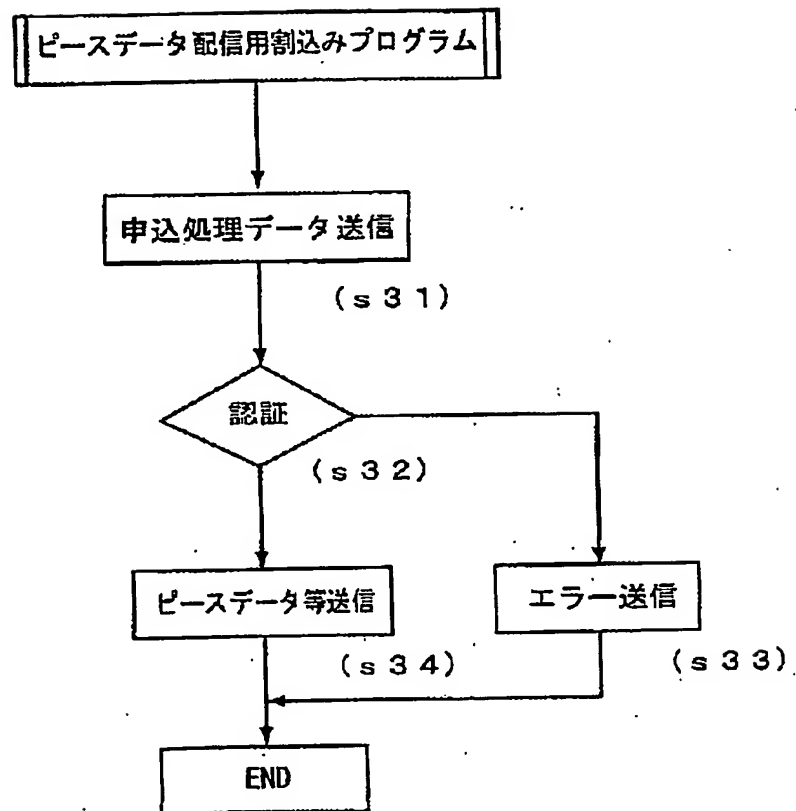 ピースデータ配信用割込みプログラム
申込処理データ送信
(s31)
認証
(s32)
ピースデータ等送信
エラー送信
(s34)
(s33)
END